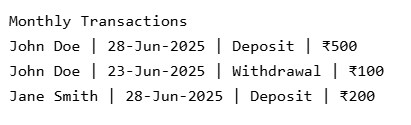 Monthly Transactions
John Doe | 28-Jun-2025 | Deposit | ₹500
John Doe | 23-Jun-2025 | Withdrawal | ₹100
Jane Smith | 28-Jun-2025 | Deposit | ₹200